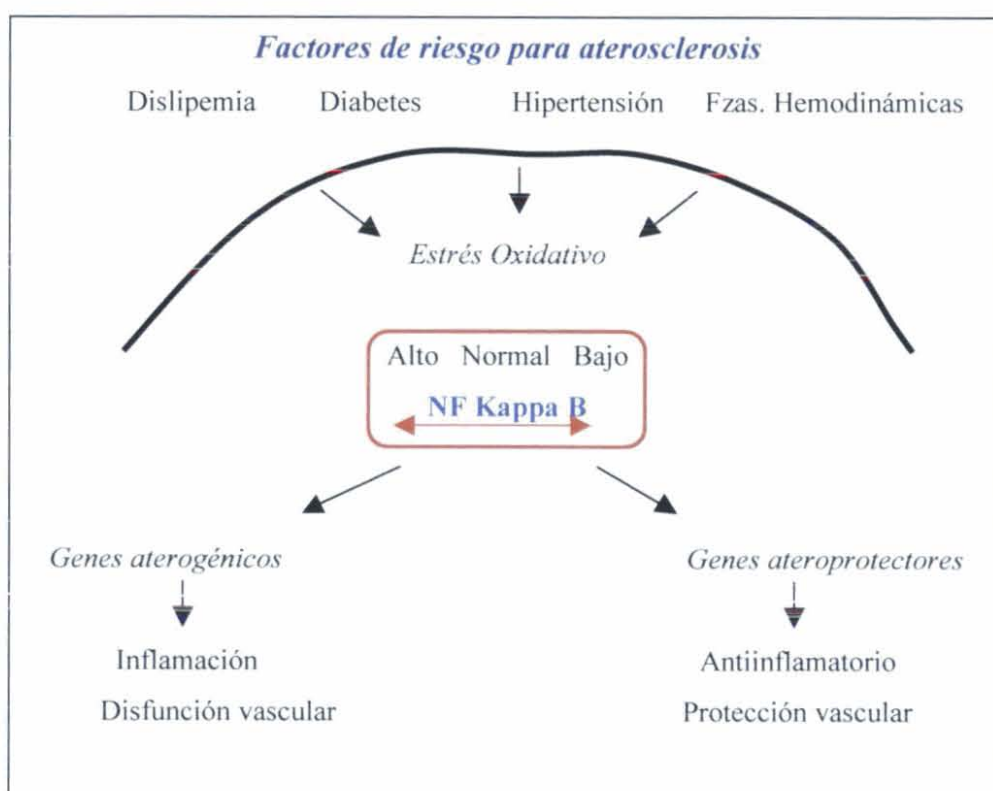 Factores de riesgo para aterosclerosis
Dislipemia Diabetes Hipertensión Fzas. Hemodinámicas
Estrés Oxidativo
Alto Normal Bajo
NF Kappa B
Genes aterogénicos Genes ateroprotectores
Inflamación Antiinflamatorio
Disfunción vascular Protección vascular